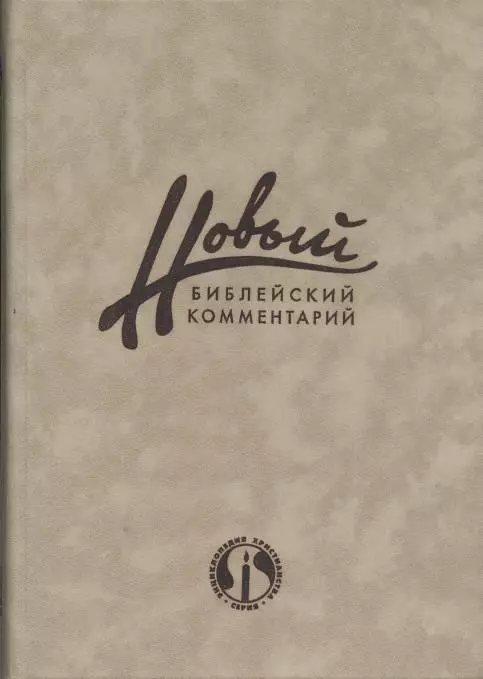 Новый
БИБЛЕЙСКИЙ
КОММЕНТАРИЙ
ЭНЦИКЛОПЕДИЯ ХРИСТИАНСТВА
СЕРИЯ